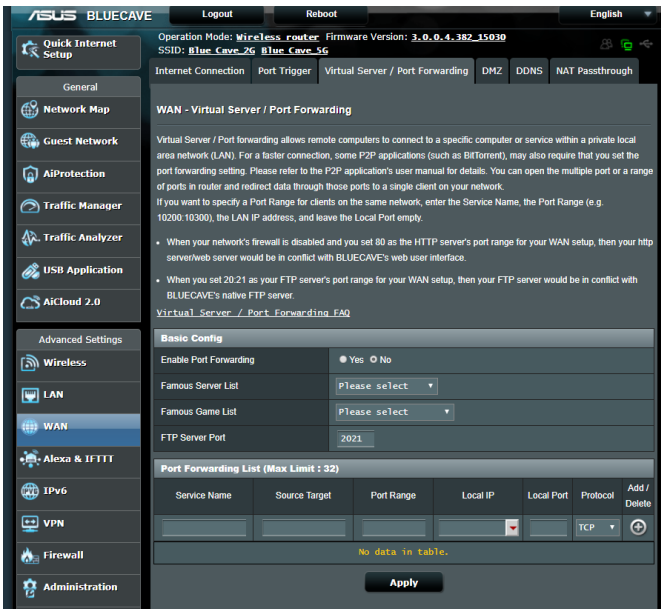 ASUS BLUECAVE Logout Reboot English
Quick Internet Setup
Operation Mode: Wireless router Firmware Version: 3.0.0.4.382_15030
SSID: Blue Cave_2G Blue Cave_5G
Internet Connection Port Trigger Virtual Server / Port Forwarding DMZ DDNS NAT Passthrough
General
Network Map
Guest Network
AiProtection
Traffic Manager
Traffic Analyzer
USB Application
AiCloud 2.0
Advanced Settings
Wireless
LAN
WAN
Alexa & IFTTT
IPv6
VPN
Firewall
Administration
WAN - Virtual Server / Port Forwarding
Virtual Server / Port forwarding allows remote computers to connect to a specific computer or service within a private local
area network (LAN). For a faster connection, some P2P applications (such as BitTorrent), may also require that you set the
port forwarding setting. Please refer to the P2P application's user manual for details. You can open the multiple port or a range
of ports in router and redirect data through those ports to a single client on your network.
If you want to specify a Port Range for clients on the same network, enter the Service Name, the Port Range (e.g.
10200:10300), the LAN IP address, and leave the Local Port empty.
• When your network's firewall is disabled and you set 80 as the HTTP server's port range for your WAN setup, then your http
server/web server would be in conflict with BLUECAVE's web user interface.
• When you set 20:21 as your FTP server's port range for your WAN setup, then your FTP server would be in conflict with
BLUECAVE's native FTP server.
Virtual Server / Port Forwarding FAQ
Basic Config
Enable Port Forwarding Yes No
Famous Server List Please select
Famous Game List Please select
FTP Server Port 2021
Port Forwarding List (Max Limit : 32)
Service Name Source Target Port Range Local IP Local Port Protocol Add / Delete
TCP
No data in table.
Apply